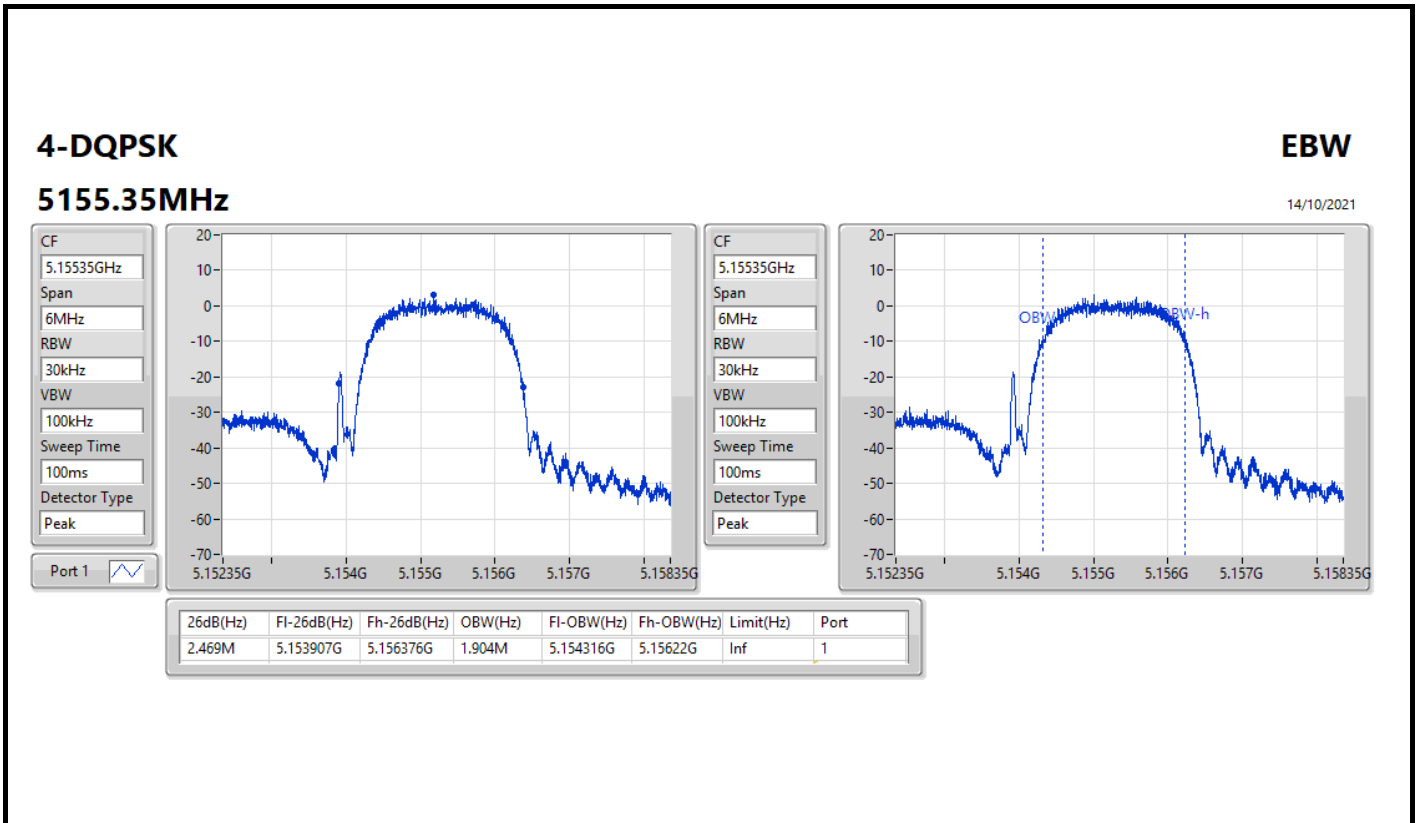 4-DQPSK
EBW
5155.35MHz
14/10/2021
CF
5.15535GHz
Span
6MHz
RBW
30kHz
VBW
100kHz
Sweep Time
100ms
Detector Type
Peak
Port 1
20
10
0
-10
-20
-30
-40
-50
-60
-70
5.15235G 5.154G 5.155G 5.156G 5.157G 5.15835G
CF
5.15535GHz
Span
6MHz
RBW
30kHz
VBW
100kHz
Sweep Time
100ms
Detector Type
Peak
20
10
0
-10
-20
-30
-40
-50
-60
-70
5.15235G 5.154G 5.155G 5.156G 5.157G 5.15835G
OBW
OBW-h
26dB(Hz) Fl-26dB(Hz) Fh-26dB(Hz) OBW(Hz) Fl-OBW(Hz) Fh-OBW(Hz) Limit(Hz) Port
2.469M 5.153907G 5.156376G 1.904M 5.154316G 5.15622G Inf 1